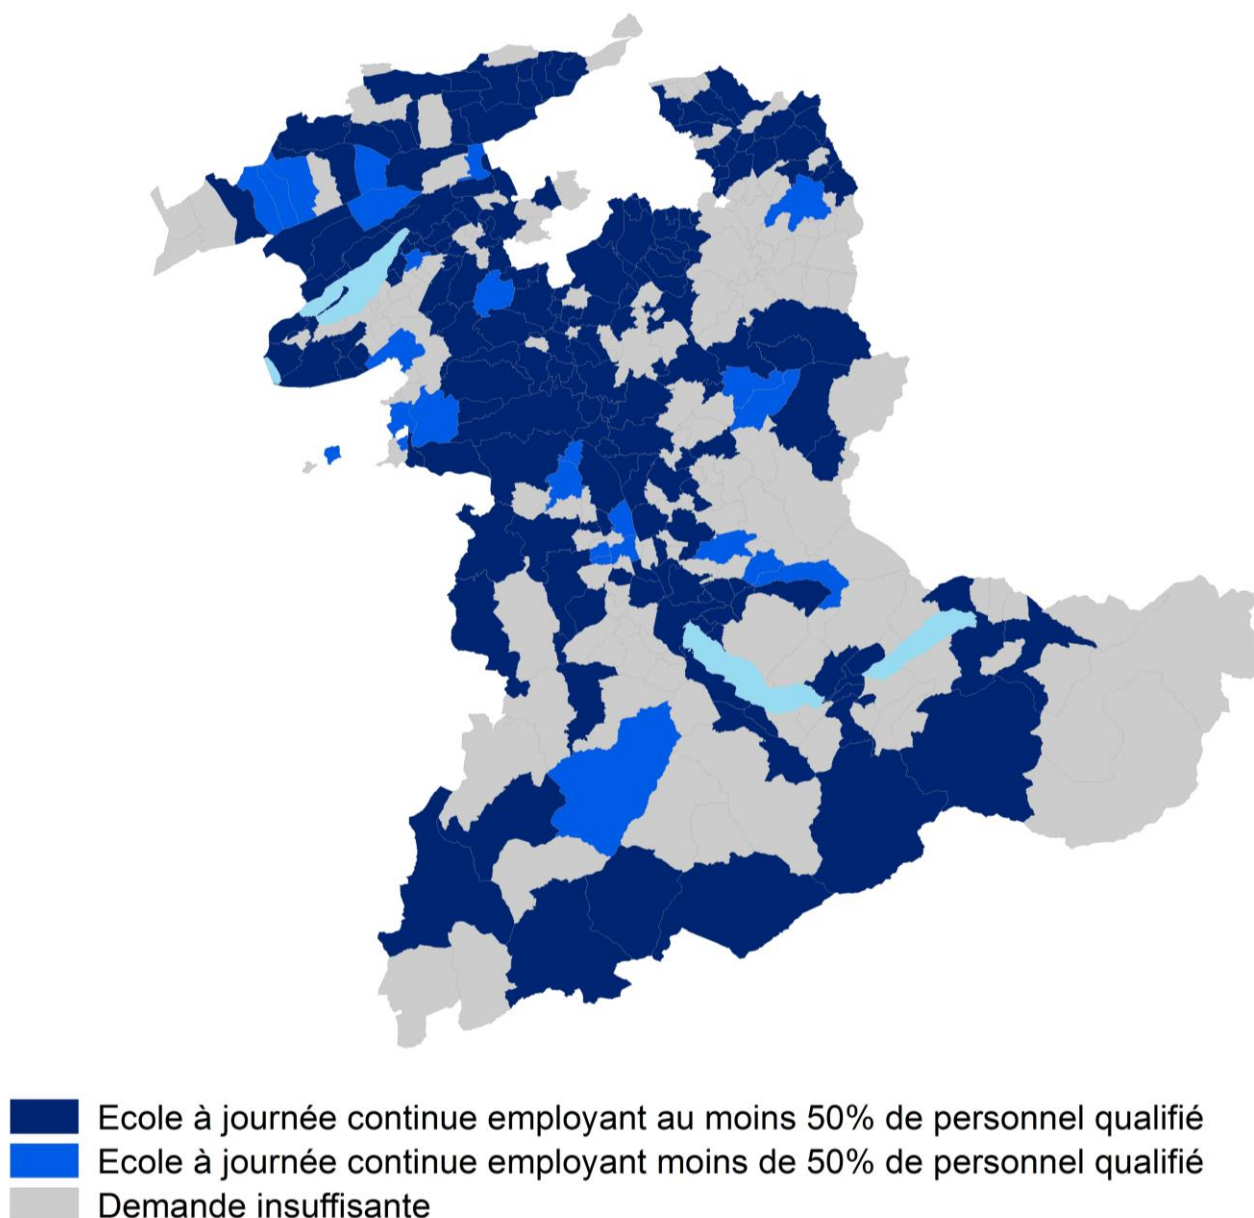 Ecole à journée continue employant au moins 50% de personnel qualifié
Ecole à journée continue employant moins de 50% de personnel qualifié
Demande insuffisante